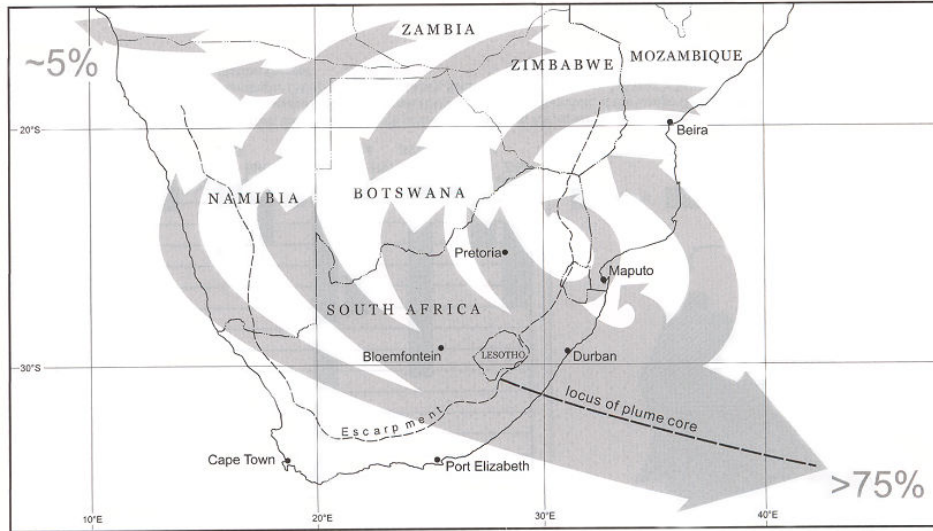 ZAMBIA
~5%
ZIMBABWE
MOZAMBIQUE
20°S
Beira
NAMIBIA
BOTSWANA
Pretoria
Maputo
SOUTH AFRICA
Bloemfontein
LESOTHO
Durban
30°S
locus of plume core
Escarpment
Cape Town
Port Elizabeth
>75%
10°E
20°E
30°E
40°E